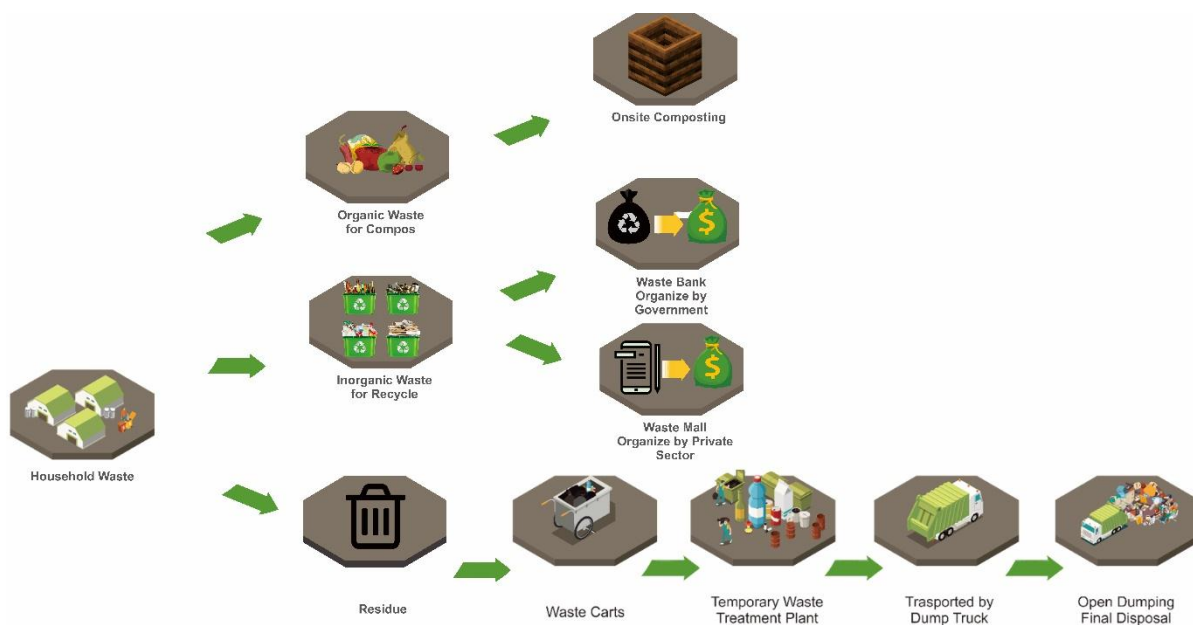 Onsite Composting
Organic Waste
for Compos
Waste Bank
Organize by
Government
Inorganic Waste
for Recycle
Waste Mall
Organize by Private
Sector
Household Waste
Residue
Waste Carts
Temporary Waste
Treatment Plant
Trasported by
Dump Truck
Open Dumping
Final Disposal